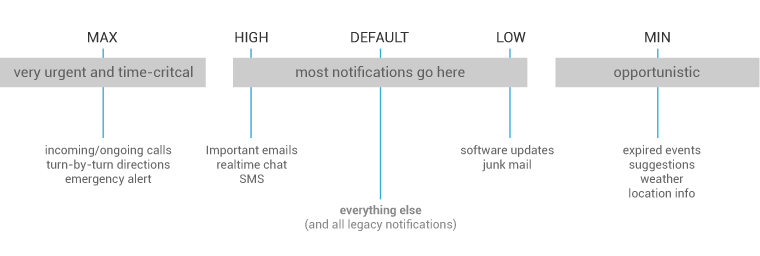 MAX HIGH DEFAULT LOW MIN
very urgent and time-critcal most notifications go here opportunistic
incoming/ongoing calls
turn-by-turn directions
emergency alert
Important emails
realtime chat
SMS
everything else
(and all legacy notifications)
software updates
junk mail
expired events
suggestions
weather
location info